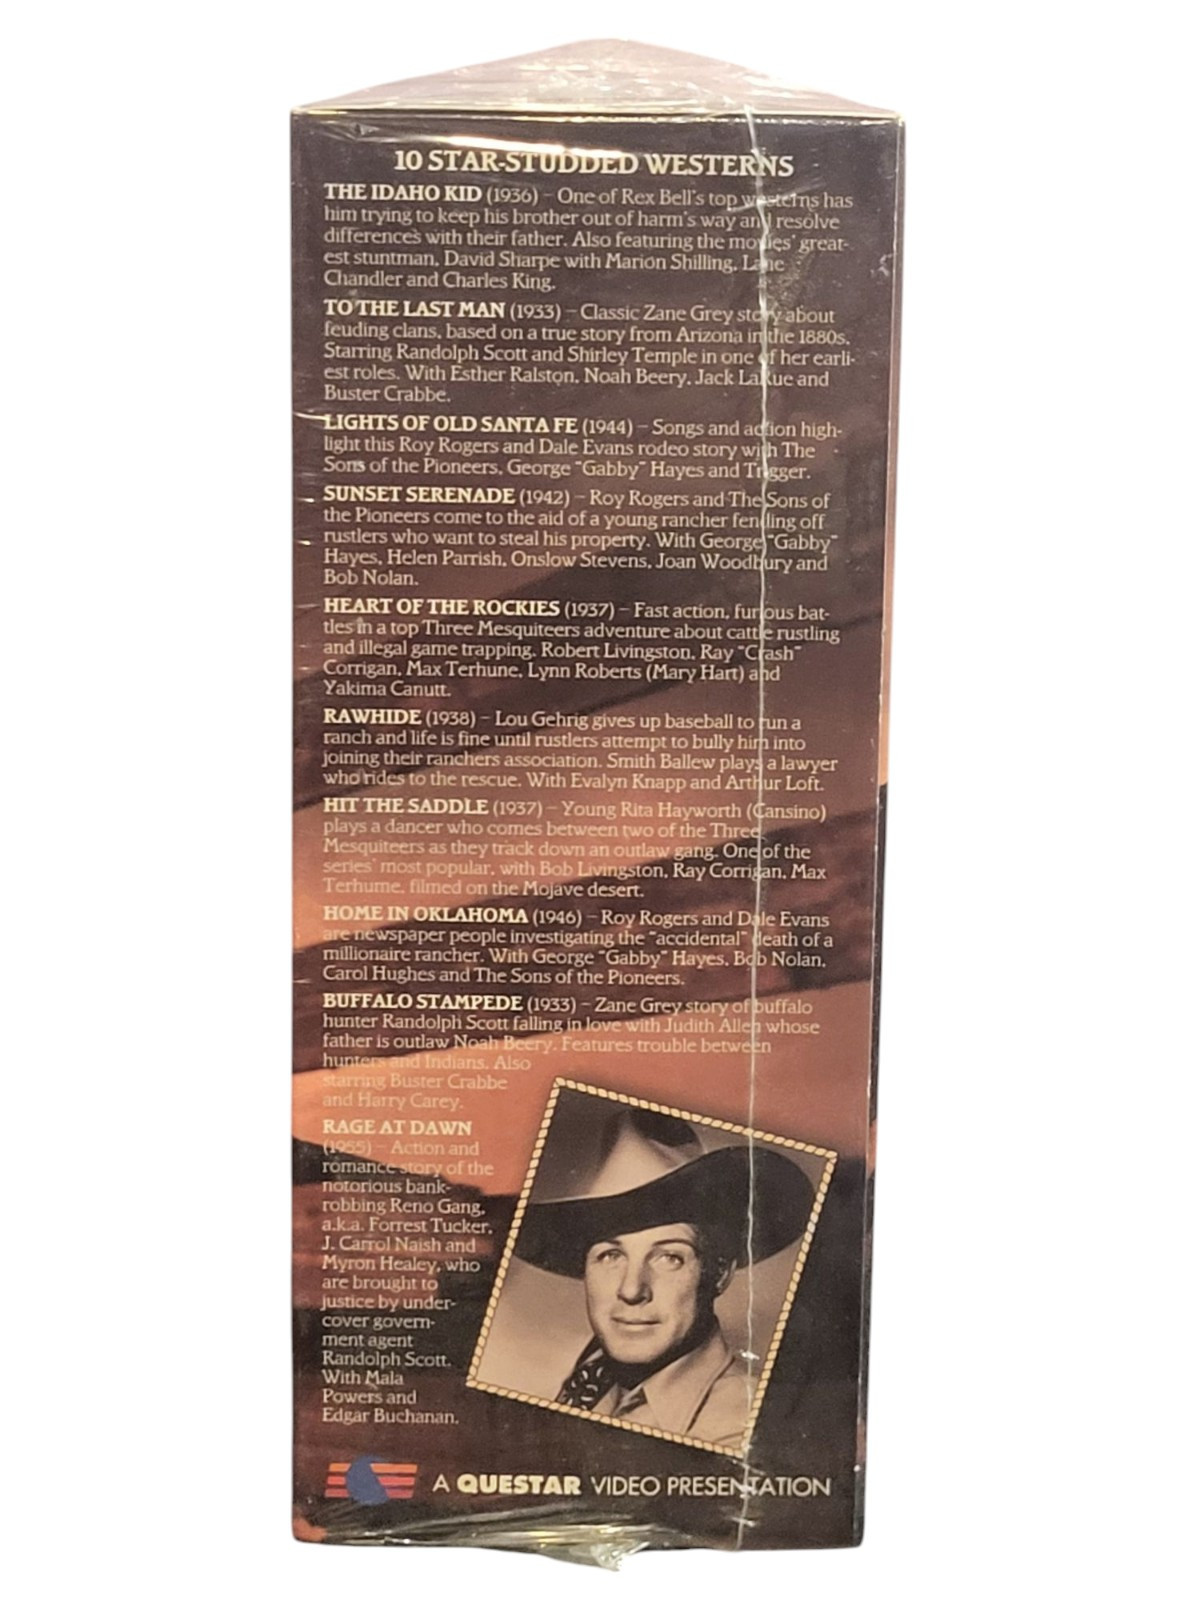 10 STAR-STUDDED WESTERNS
THE IDAHO KID (1936) – One of Rex Bell's top westerns has
him trying to keep his brother out of harm's way and resolve
differences with their father. Also featuring the movies' great-
est stuntman, David Sharpe with Marion Shilling, Lane
Chandler and Charles King.
TO THE LAST MAN (1933) – Classic Zane Grey story about
feuding clans, based on a true story from Arizona in the 1880s.
Starring Randolph Scott and Shirley Temple in one of her earli-
est roles. With Esther Ralston, Noah Beery, Jack LaRue and
Buster Crabbe.
LIGHTS OF OLD SANTA FE (1944) – Songs and action high-
light this Roy Rogers and Dale Evans rodeo story with The
Sons of the Pioneers, George "Gabby" Hayes and Trigger.
SUNSET SERENADE (1942) – Roy Rogers and The Sons of
the Pioneers come to the aid of a young rancher fending off
rustlers who want to steal his property. With George "Gabby"
Hayes, Helen Parrish, Onslow Stevens, Joan Woodbury and
Bob Nolan.
HEART OF THE ROCKIES (1937) – Fast action, furious bat-
tles in a top Three Mesquiteers adventure about cattle rustling
and illegal game trapping. Robert Livingston, Ray "Crash"
Corrigan, Max Terhune, Lynn Roberts (Mary Hart) and
Yakima Canutt.
RAWHIDE (1938) – Lou Gehrig gives up baseball to run a
ranch and life is fine until rustlers attempt to bully him into
joining their ranchers association. Smith Ballew plays a lawyer
who rides to the rescue. With Evalyn Knapp and Arthur Loft.
HIT THE SADDLE (1937) – Young Rita Hayworth (Cansino)
plays a dancer who comes between two of the Three
Mesquiteers as they track down an outlaw gang. One of the
series' most popular, with Bob Livingston, Ray Corrigan, Max
Terhume, filmed on the Mojave desert.
HOME IN OKLAHOMA (1946) – Roy Rogers and Dale Evans
are newspaper people investigating the "accidental" death of a
millionaire rancher. With George "Gabby" Hayes, Bob Nolan,
Carol Hughes and The Sons of the Pioneers.
BUFFALO STAMPEDE (1933) – Zane Grey story of buffalo
hunter Randolph Scott falling in love with Judith Allen whose
father is outlaw Noah Beery. Features trouble between
hunters and Indians. Also
starring Buster Crabbe
and Harry Carey.
RAGE AT DAWN
(1955) – Action and
romance story of the
notorious bank-
robbing Reno Gang,
a.k.a. Forrest Tucker,
J. Carrol Naish and
Myron Healey, who
are brought to
justice by under-
cover govern-
ment agent
Randolph Scott.
With Mala
Powers and
Edgar Buchanan.
A QUESTAR VIDEO PRESENTATION